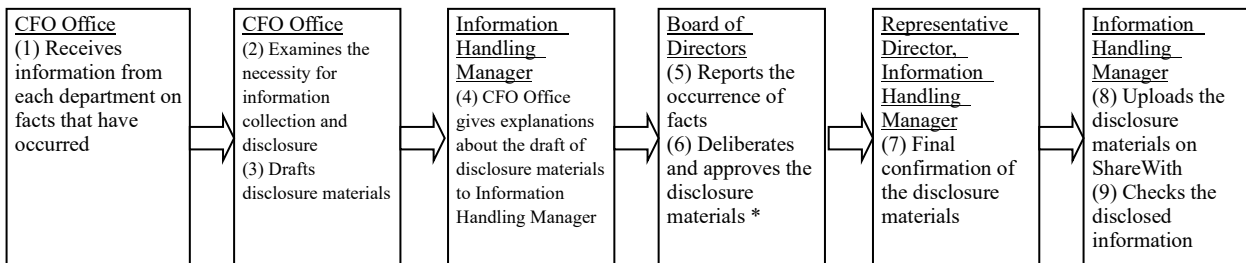 CFO Office
(1) Receives
information from
each department on
facts that have
occurred
CFO Office
(2) Examines the
necessity for
information
collection and
disclosure
(3) Drafts
disclosure materials
Information
Handling
Manager
(4) CFO Office
gives explanations
about the draft of
disclosure materials
to Information
Handling Manager
Board of
Directors
(5) Reports the
occurrence of
facts
(6) Deliberates
and approves the
disclosure
materials *
Representative
Director,
Information
Handling
Manager
(7) Final
confirmation of
the disclosure
materials
Information
Handling
Manager
(8) Uploads the
disclosure
materials on
ShareWith
(9) Checks the
disclosed
information